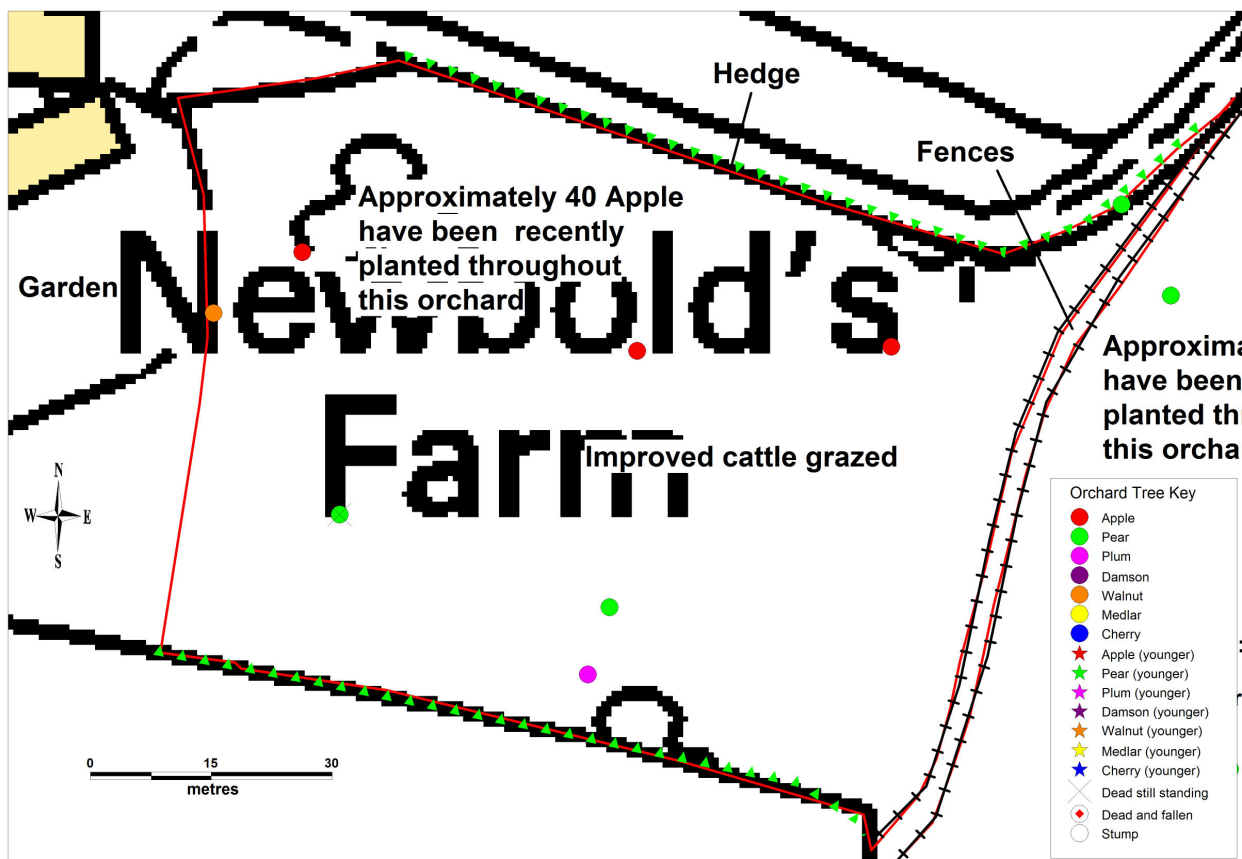 Hedge
Fences
Approximately 40 Apple
have been recently
planted throughout
this orchard
Garden
Newbold's
Farm
Improved cattle grazed
have been
this orcha
N
W E
S
0 15 30
metres
Orchard Tree Key
Apple
Pear
Plum
Damson
Walnut
Medlar
Cherry
Apple (younger)
Pear (younger)
Plum (younger)
Damson (younger)
Walnut (younger)
Medlar (younger)
Cherry (younger)
Dead still standing
Dead and fallen
Stump